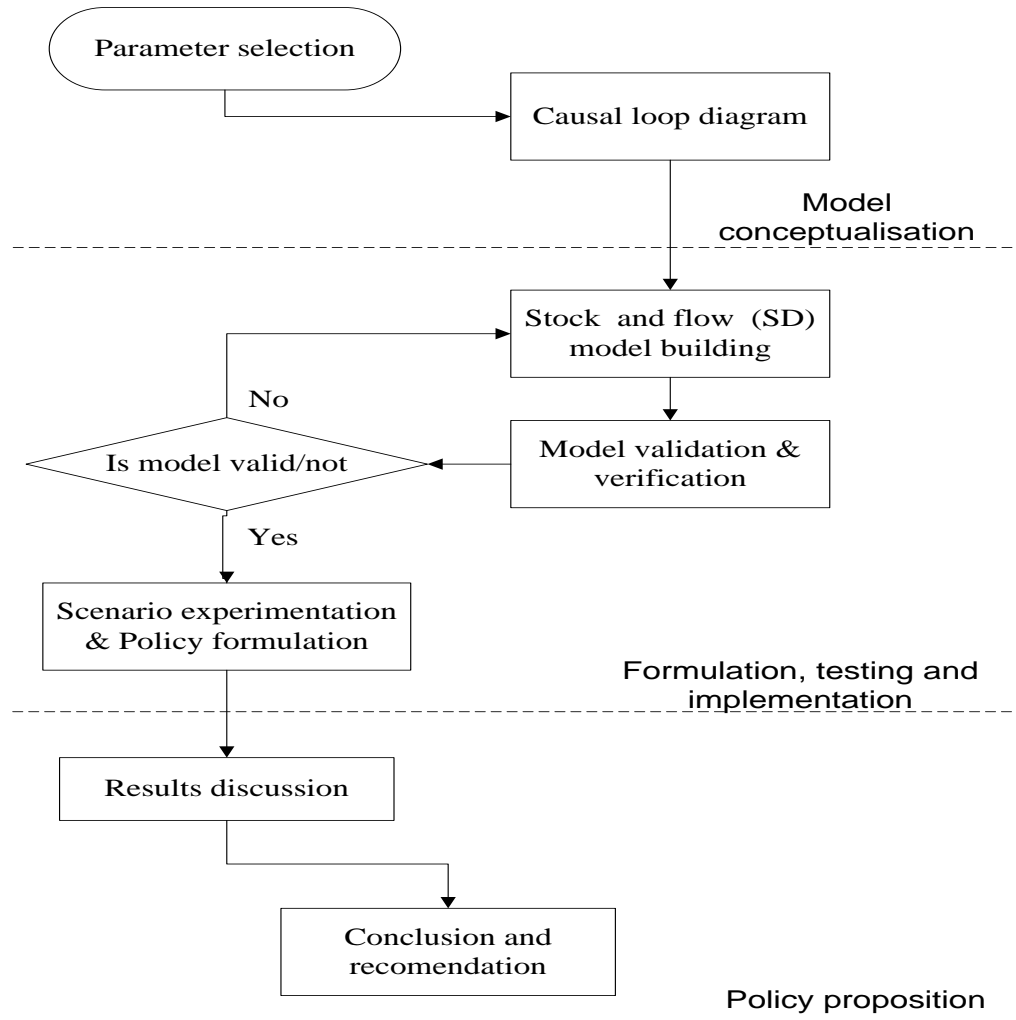 Parameter selection
Causal loop diagram
Model
conceptualisation
Stock and flow (SD)
model building
No
Is model valid/not
Model validation &
verification
Yes
Scenario experimentation
& Policy formulation
Formulation, testing and
implementation
Results discussion
Conclusion and
recomendation
Policy proposition